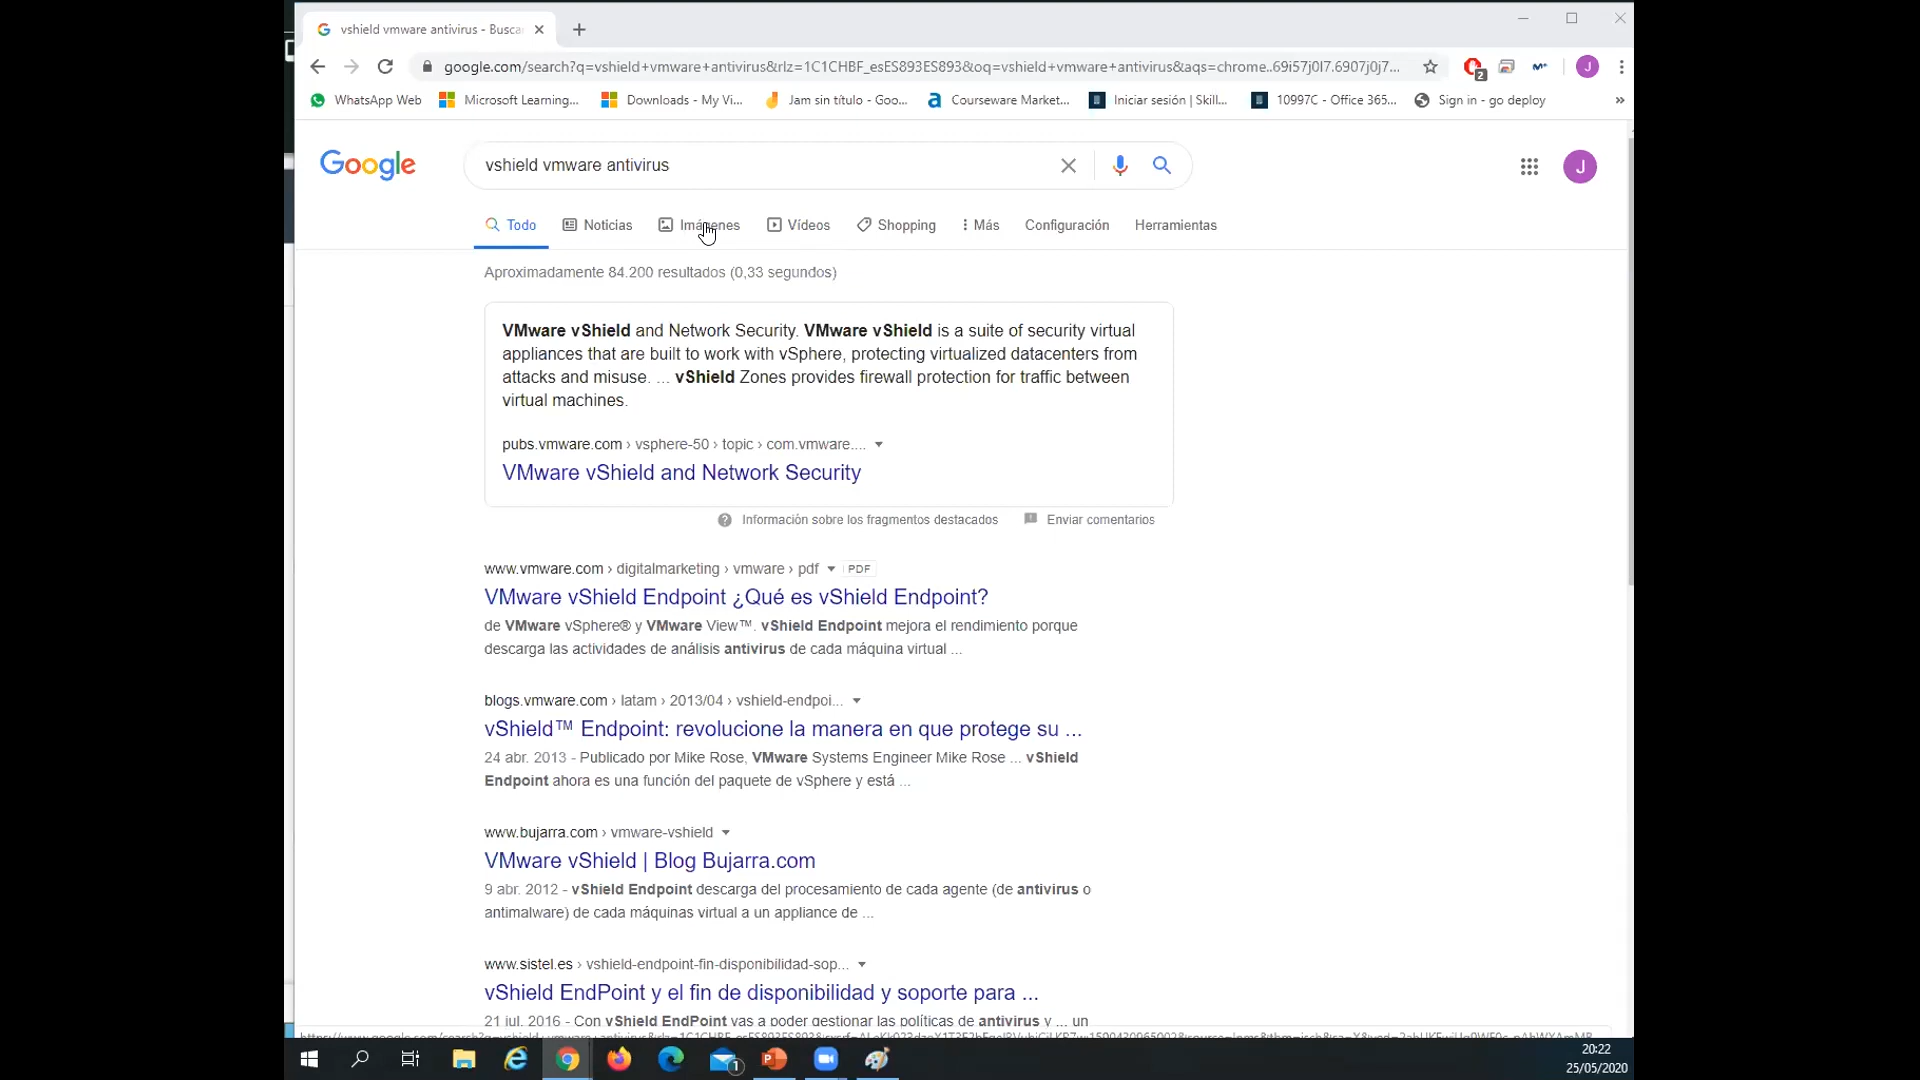 vshield vmware antivirus - Busca
google.com/search?q=vshield+vmware+antivirus&rlz=1C1CHBF_esES893ES893&oq=vshield+vmware+antivirus&aqs=chrome..69i57j0l7.6907j0j7...
2
J
WhatsApp Web Microsoft Learning... Downloads - My Vi... Jam sin título - Goo... Courseware Market... Iniciar sesión | Skill... 10997C - Office 365... Sign in - go deploy »
Google vshield vmware antivirus J
Todo Noticias Imágenes Vídeos Shopping Más Configuración Herramientas
Aproximadamente 84.200 resultados (0,33 segundos)
VMware vShield and Network Security. VMware vShield is a suite of security virtual
appliances that are built to work with vSphere, protecting virtualized datacenters from
attacks and misuse. ... vShield Zones provides firewall protection for traffic between
virtual machines.
pubs.vmware.com › vsphere-50 › topic › com.vmware....
VMware vShield and Network Security
Información sobre los fragmentos destacados Enviar comentarios
www.vmware.com › digitalmarketing › vmware › pdf PDF
VMware vShield Endpoint ¿Qué es vShield Endpoint?
de VMware vSphere® y VMware View™. vShield Endpoint mejora el rendimiento porque
descarga las actividades de análisis antivirus de cada máquina virtual ...
blogs.vmware.com › latam › 2013/04 › vshield-endpoi...
vShield™ Endpoint: revolucione la manera en que protege su ...
24 abr. 2013 - Publicado por Mike Rose, VMware Systems Engineer Mike Rose ... vShield
Endpoint ahora es una función del paquete de vSphere y está ...
www.bujarra.com › vmware-vshield
VMware vShield | Blog Bujarra.com
9 abr. 2012 - vShield Endpoint descarga del procesamiento de cada agente (de antivirus o
antimalware) de cada máquinas virtual a un appliance de ...
www.sistel.es › vshield-endpoint-fin-disponibilidad-sop...
vShield EndPoint y el fin de disponibilidad y soporte para ...
21 jul. 2016 - Con vShield EndPoint vas a poder gestionar las políticas de antivirus y ... un
1
20:22
25/05/2020